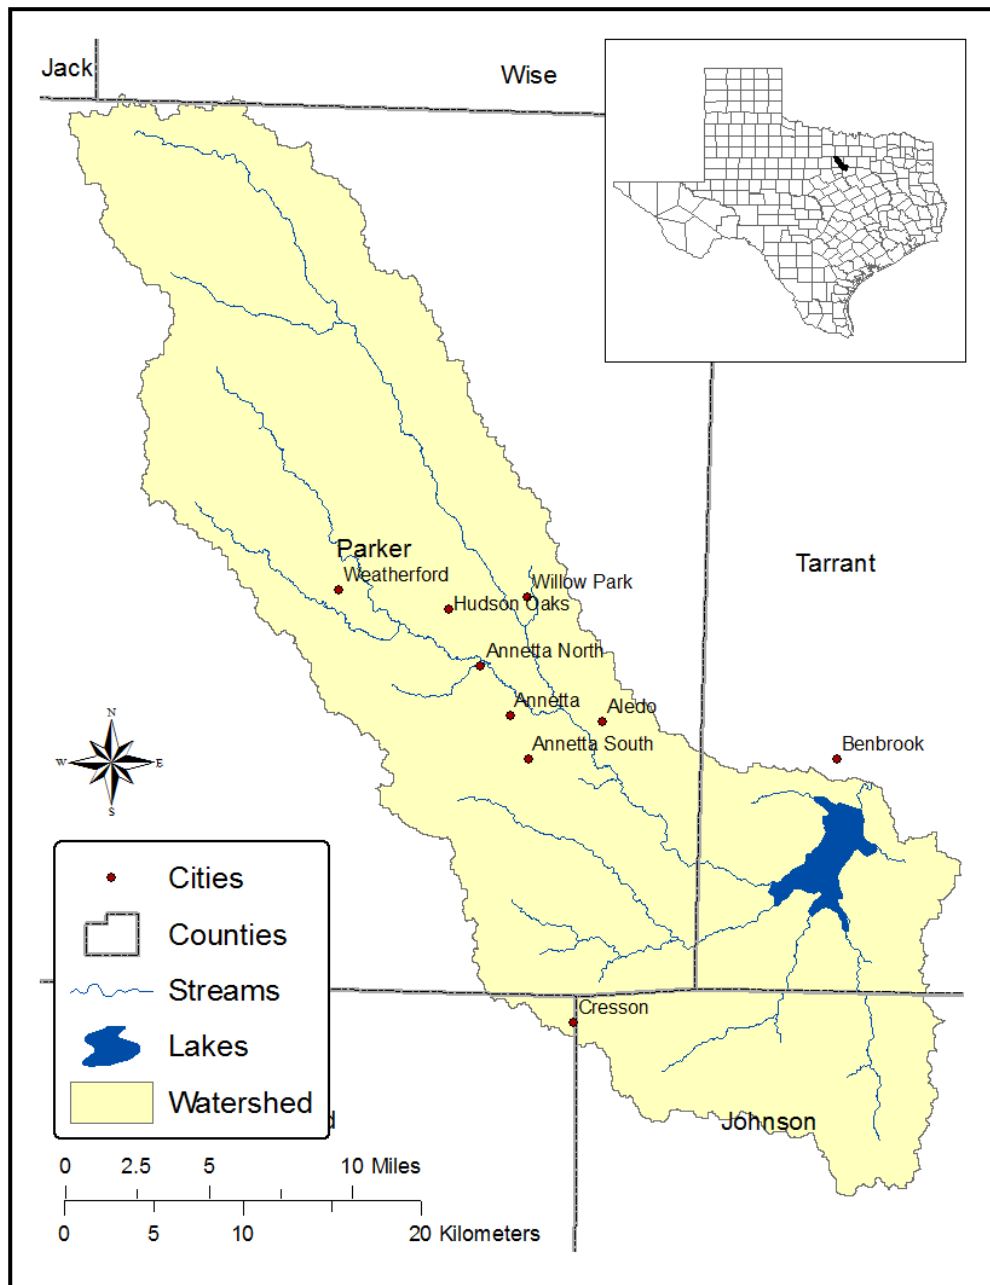 Jack
Wise
Parker
Weatherford
Willow Park
Hudson Oaks
Tarrant
Annetta North
Annetta
Aledo
Annetta South
Benbrook
N
W
E
S
Cities
Counties
Streams
Lakes
Watershed
Cresson
d
Johnson
0 2.5 5 10 Miles
0 5 10 20 Kilometers